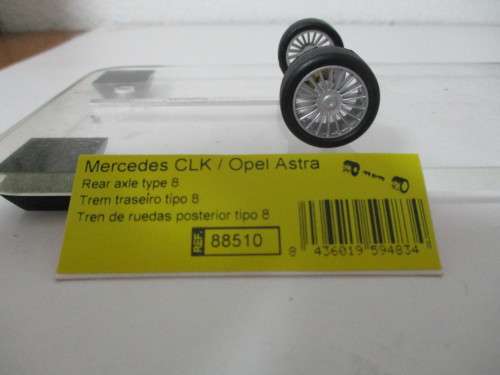 Mercedes CLK / Opel Astra
Rear axle type 8
Trem traseiro tipo 8
Tren de ruedas posterior tipo 8
REF. 88510
8 436019 594834